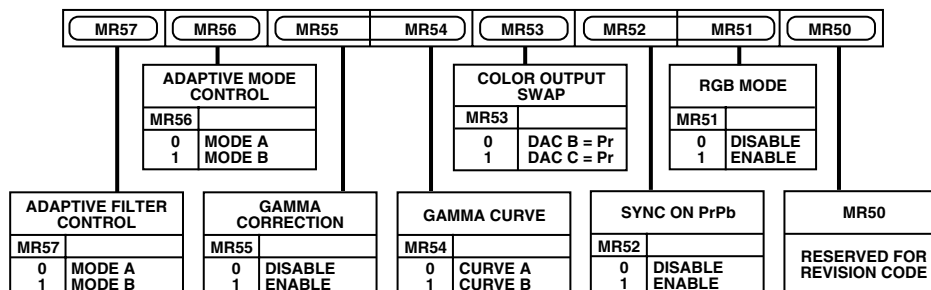 MR57 MR56 MR55 MR54 MR53 MR52 MR51 MR50
ADAPTIVE MODE
CONTROL
MR56
0 MODE A
1 MODE B
COLOR OUTPUT
SWAP
MR53
0 DAC B = Pr
1 DAC C = Pr
RGB MODE
MR51
0 DISABLE
1 ENABLE
ADAPTIVE FILTER
CONTROL
MR57
0 MODE A
1 MODE B
GAMMA
CORRECTION
MR55
0 DISABLE
1 ENABLE
GAMMA CURVE
MR54
0 CURVE A
1 CURVE B
SYNC ON PrPb
MR52
0 DISABLE
1 ENABLE
MR50
RESERVED FOR
REVISION CODE